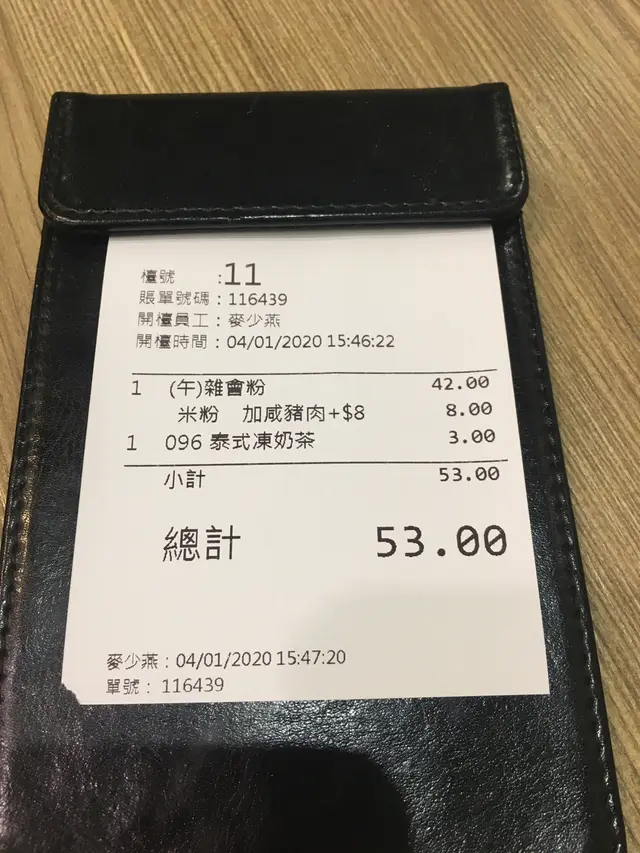 檯號 :11
賬單號碼：116439
開檯員工：麥少燕
開檯時間：04/01/2020 15:46:22
1 (午)雜會粉 42.00
米粉 加咸豬肉+$8 8.00
1 096 泰式凍奶茶 3.00
小計 53.00
總計 53.00
麥少燕：04/01/2020 15:47:20
單號： 116439